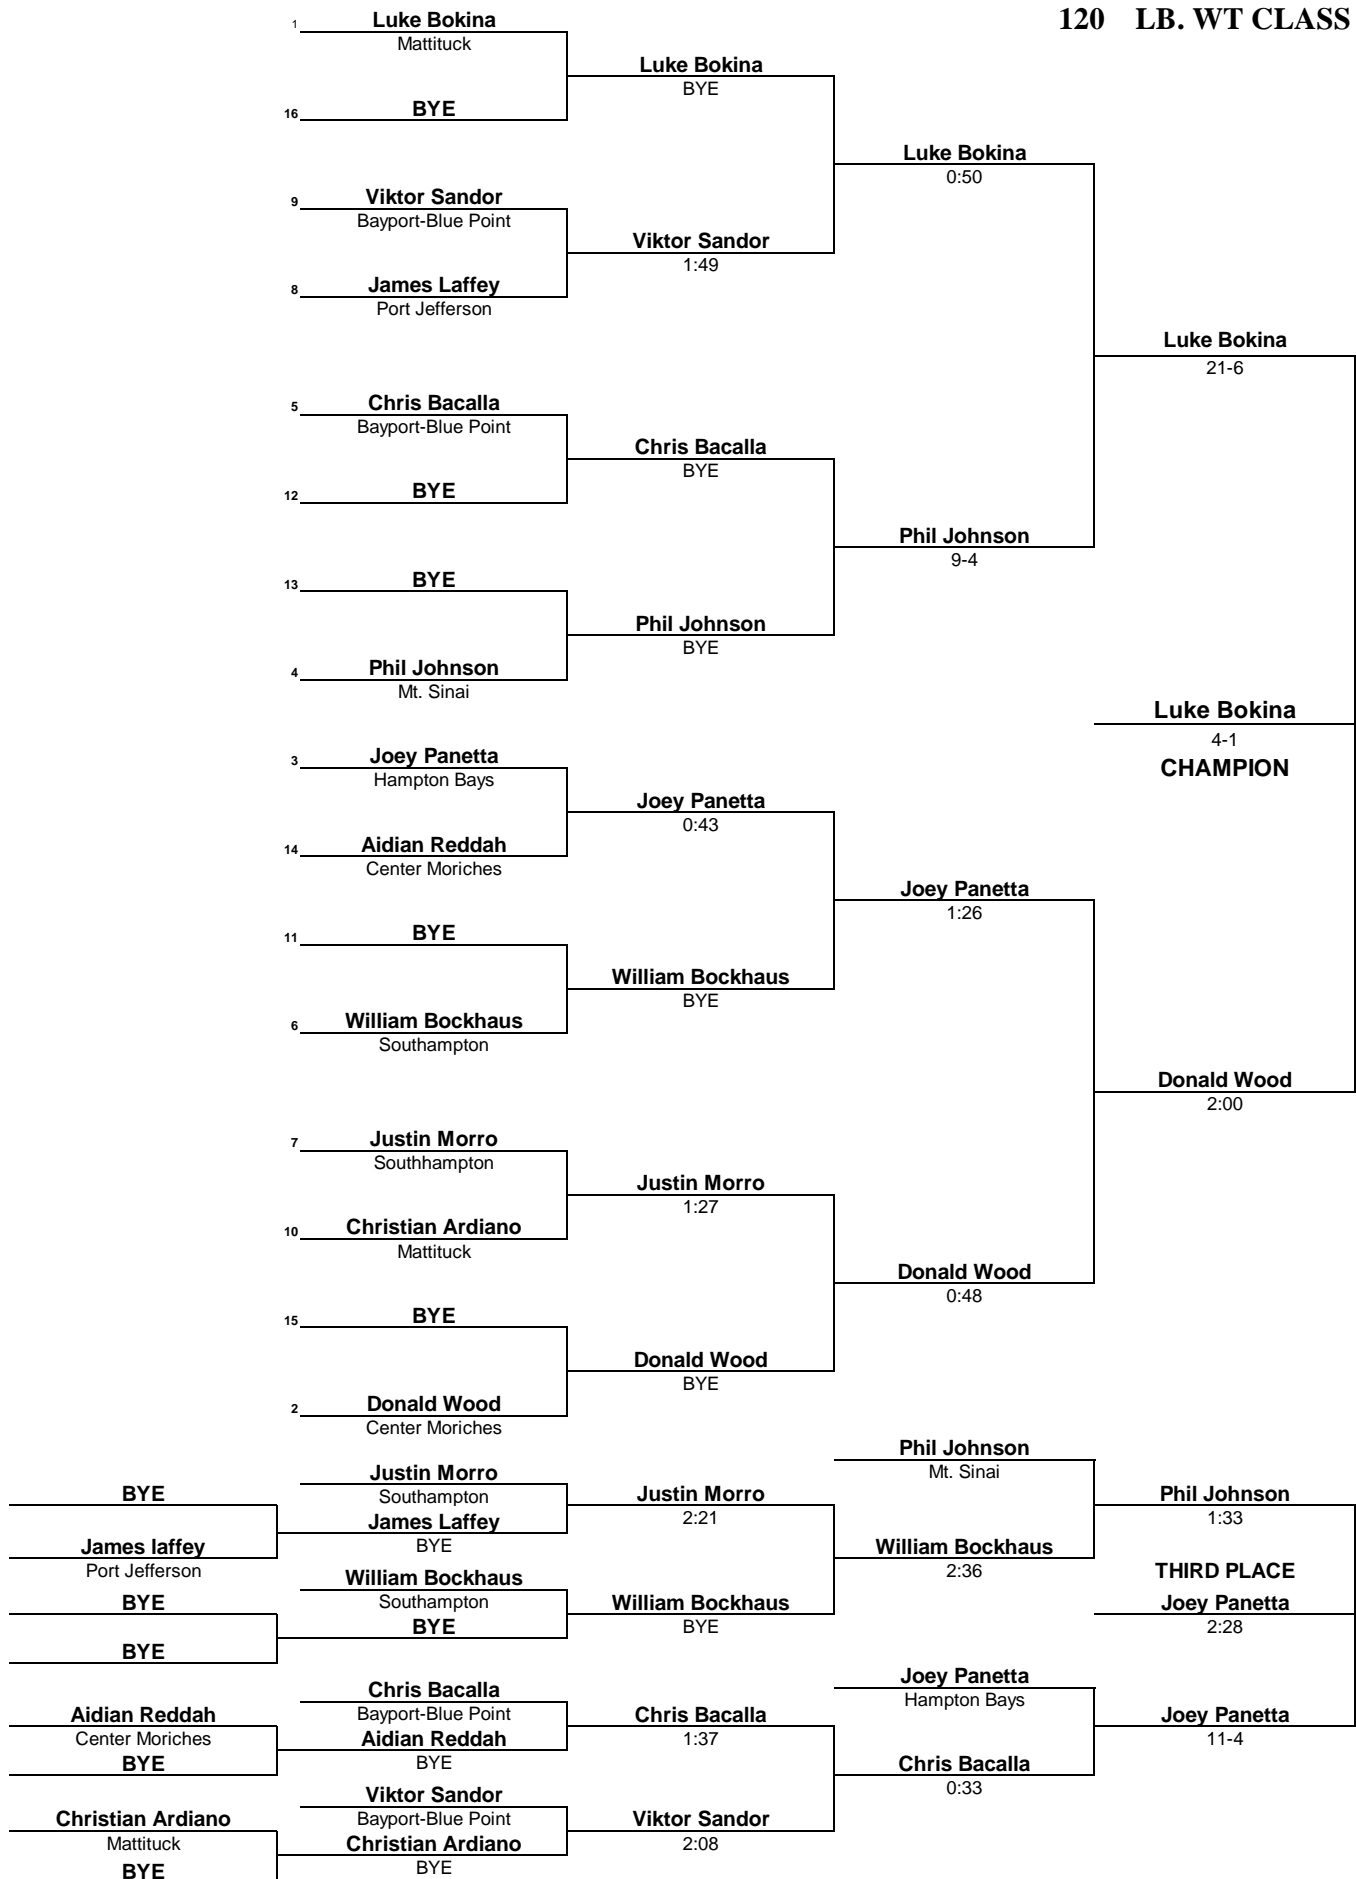 120 LB. WT CLASS
1 Luke Bokina
Mattituck
Luke Bokina
BYE
16 BYE
Luke Bokina
0:50
9 Viktor Sandor
Bayport-Blue Point
Viktor Sandor
1:49
8 James Laffey
Port Jefferson
Luke Bokina
21-6
5 Chris Bacalla
Bayport-Blue Point
Chris Bacalla
BYE
12 BYE
Phil Johnson
9-4
13 BYE
Phil Johnson
BYE
4 Phil Johnson
Mt. Sinai
Luke Bokina
4-1
CHAMPION
3 Joey Panetta
Hampton Bays
Joey Panetta
0:43
14 Aidian Reddah
Center Moriches
Joey Panetta
1:26
11 BYE
William Bockhaus
BYE
6 William Bockhaus
Southampton
Donald Wood
2:00
7 Justin Morro
Southhampton
Justin Morro
1:27
10 Christian Ardiano
Mattituck
Donald Wood
0:48
15 BYE
Donald Wood
BYE
2 Donald Wood
Center Moriches
Phil Johnson
Mt. Sinai
Justin Morro
Southampton
BYE
Justin Morro
2:21
Phil Johnson
1:33
James Laffey
BYE
James laffey
Port Jefferson
William Bockhaus
2:36
THIRD PLACE
William Bockhaus
Southampton
BYE
William Bockhaus
BYE
Joey Panetta
2:28
BYE
BYE
Joey Panetta
Hampton Bays
Chris Bacalla
Bayport-Blue Point
Aidian Reddah
Center Moriches
Chris Bacalla
1:37
Joey Panetta
11-4
Aidian Reddah
BYE
BYE
Chris Bacalla
0:33
Viktor Sandor
Bayport-Blue Point
Christian Ardiano
Mattituck
Viktor Sandor
2:08
Christian Ardiano
BYE
BYE